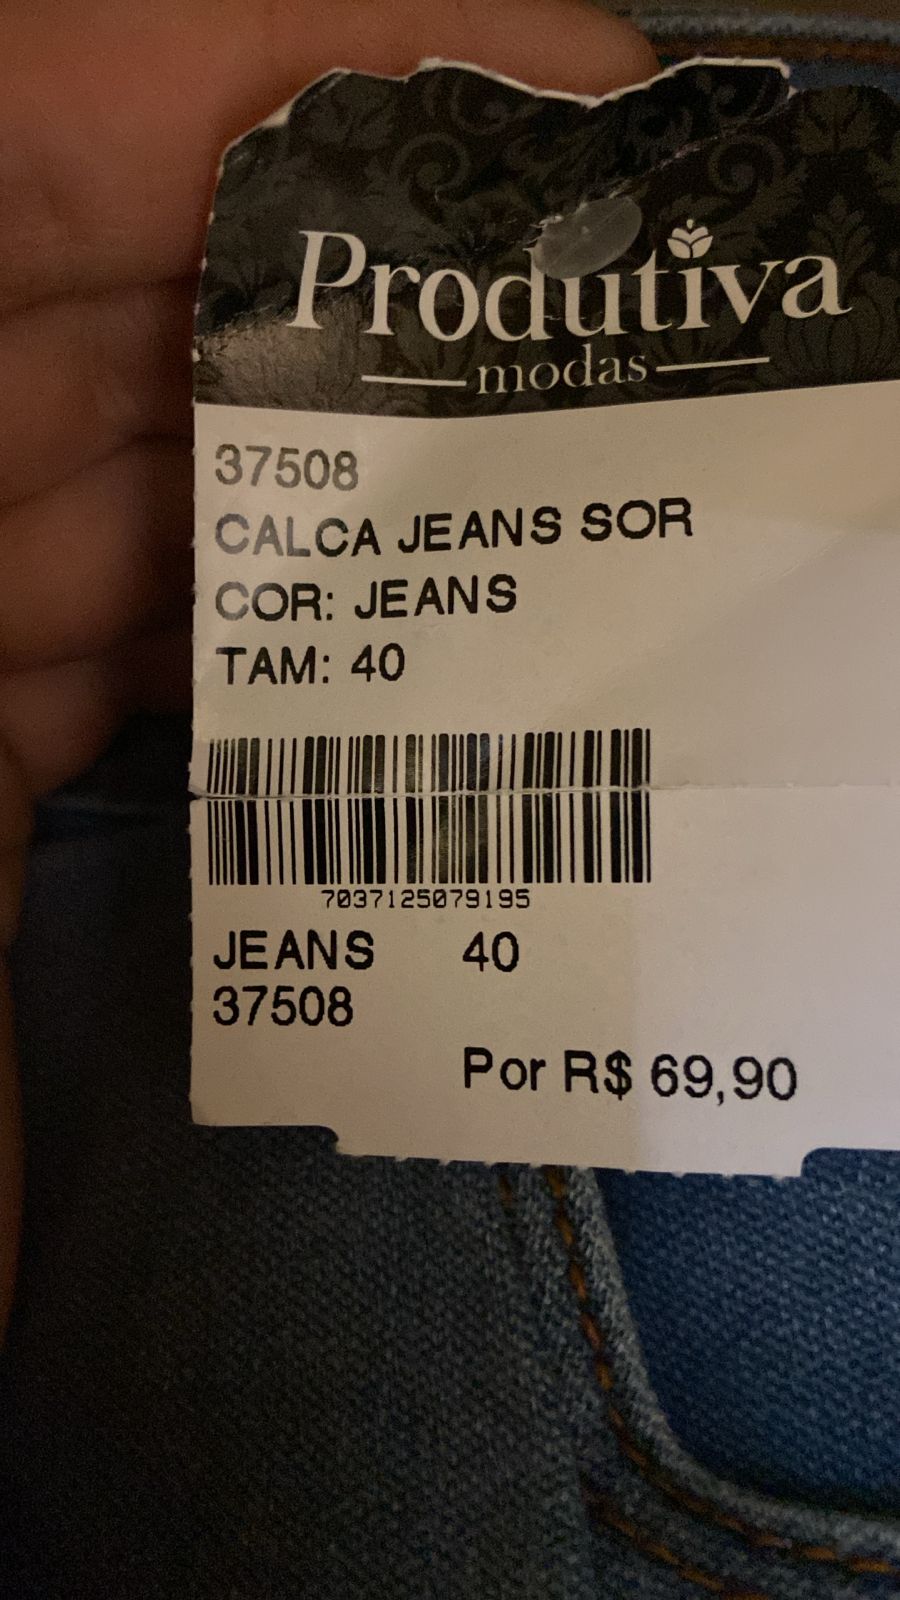 Produtiva
modas
37508
CALCA JEANS SOR
COR: JEANS
TAM: 40
7037125079195
JEANS 40
37508
Por R$ 69,90